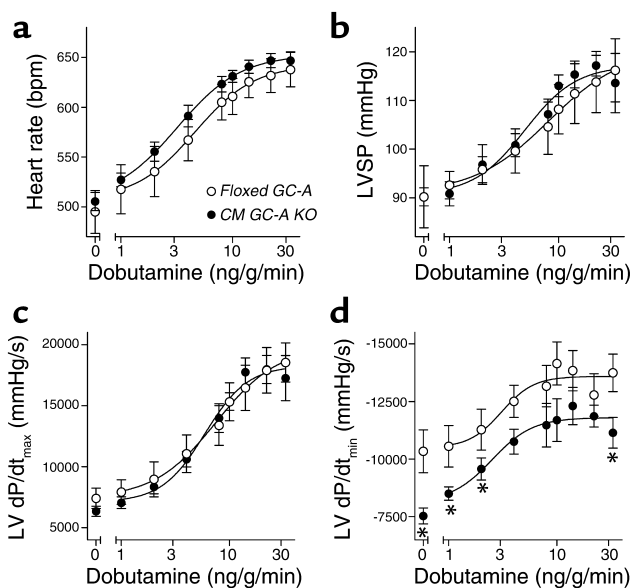 a
Heart rate (bpm)
650
600
550
500
Floxed GC-A
CM GC-A KO
0 1 3 10 30
Dobutamine (ng/g/min)
b
LVSP (mmHg)
120
110
100
90
0 1 10 30
Dobutamine (ng/g/min)
c
LV dP/dtmax (mmHg/s)
20000
15000
10000
5000
0 1 3 10 30
Dobutamine (ng/g/min)
d
LV dP/dtmin (mmHg/s)
-15000
-12500
-10000
-7500
* * * *
0 1 3 10 30
Dobutamine (ng/g/min)